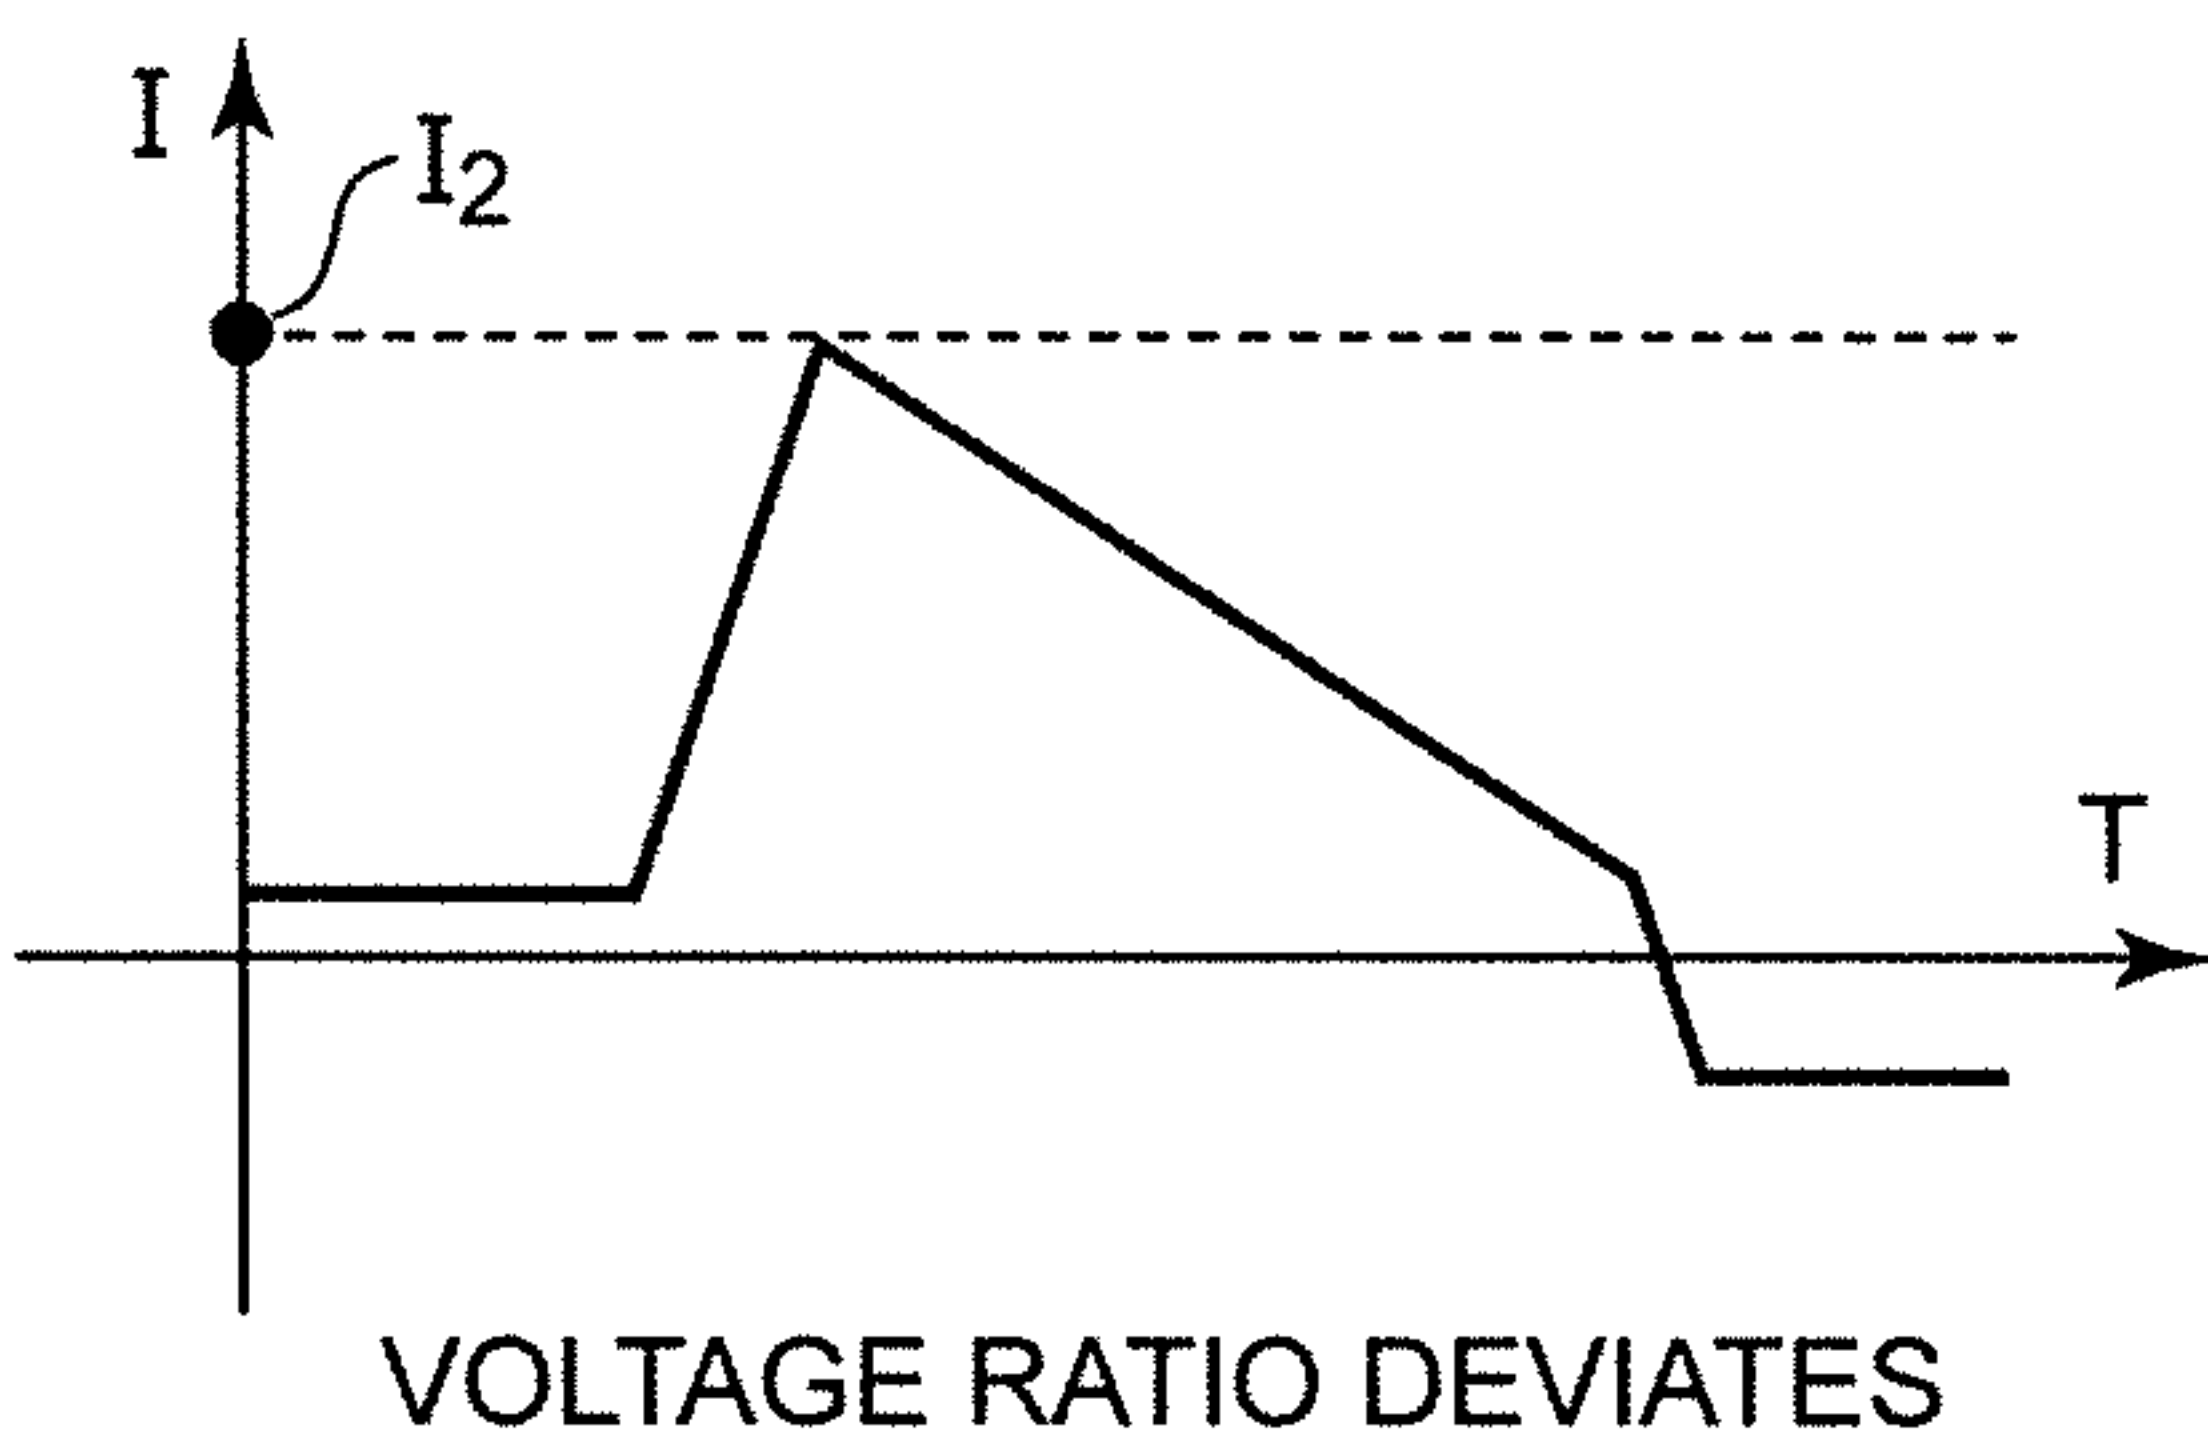 I
I₂
T
VOLTAGE RATIO DEVIATES